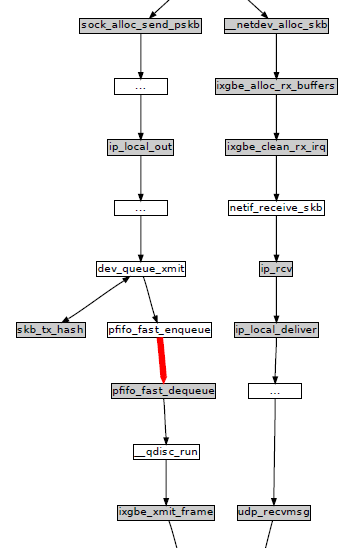 sock_alloc_send_pskb
__netdev_alloc_skb
...
ixgbe_alloc_rx_buffers
ip_local_out
ixgbe_clean_rx_irq
...
netif_receive_skb
dev_queue_xmit
ip_rcv
skb_tx_hash
pfifo_fast_enqueue
ip_local_deliver
pfifo_fast_dequeue
...
__qdisc_run
ixgbe_xmit_frame
udp_recvmsg